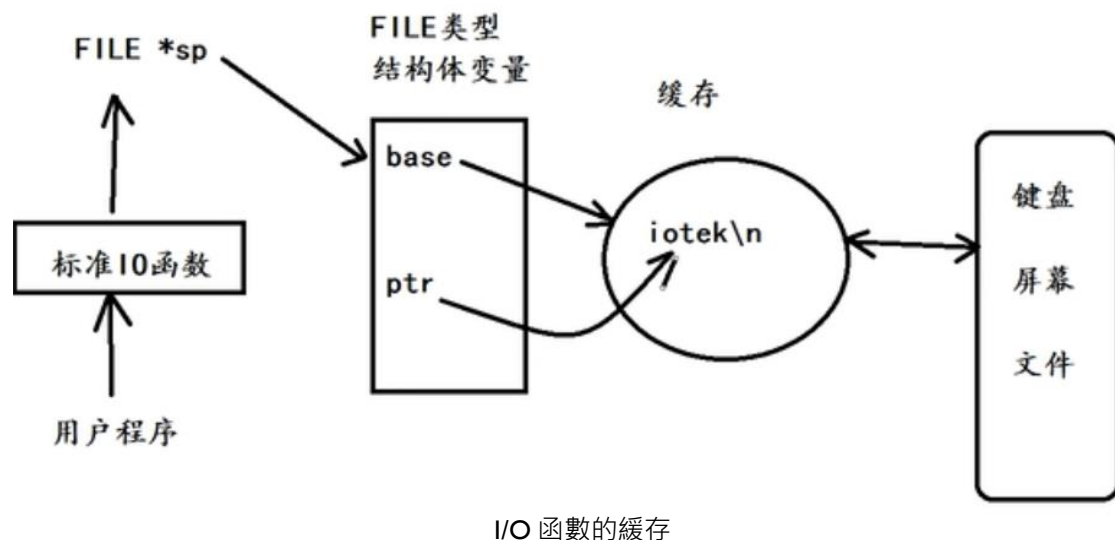 FILE *sp
FILE类型
结构体变量
缓存
标准IO函数
用户程序
base
ptr
iotek\n
键盘
屏幕
文件
I/O 函數的緩存